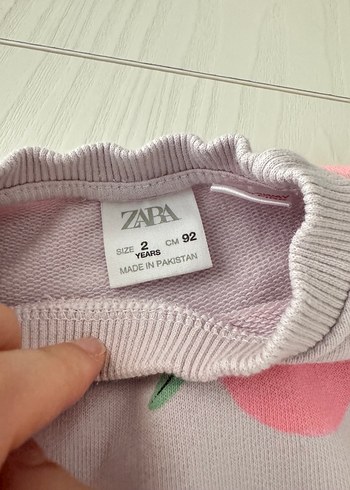 ZARA
SIZE 2 YEARS CM 92
MADE IN PAKISTAN